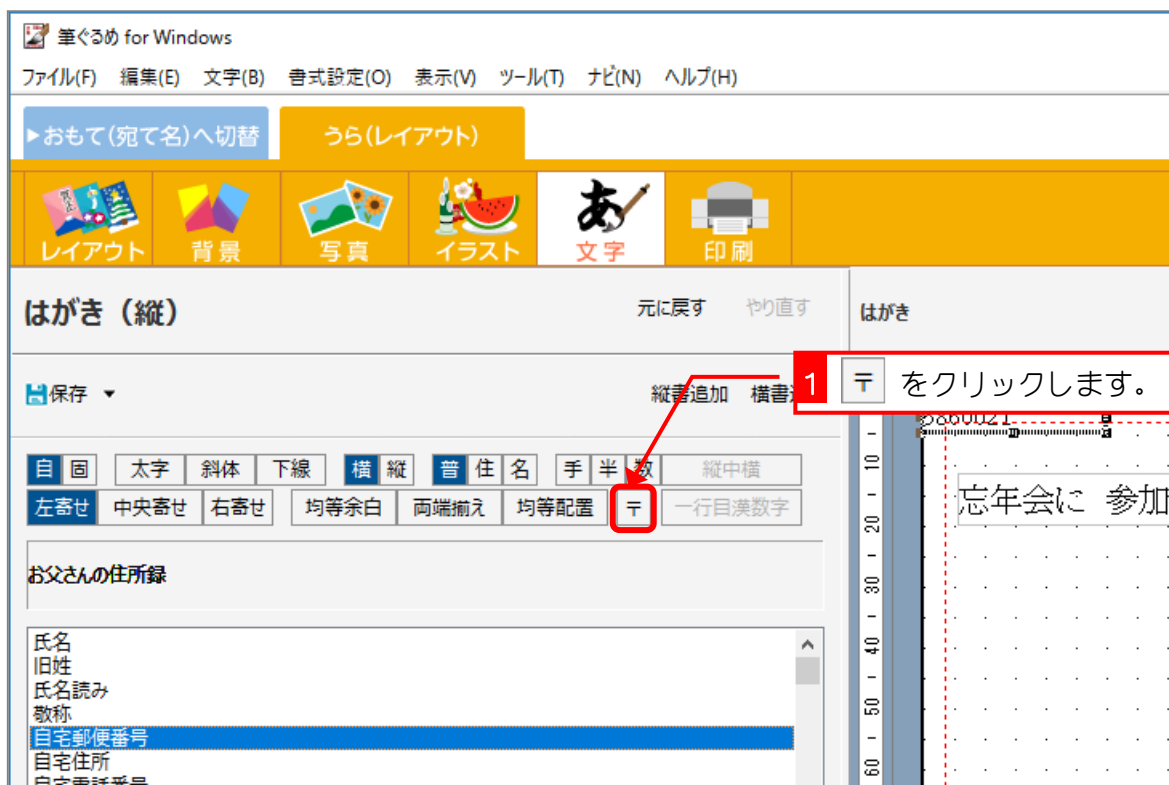 筆ぐるめ for Windows
ファイル(F) 編集(E) 文字(B) 書式設定(O) 表示(V) ツール(T) ナビ(N) ヘルプ(H)
▶おもて(宛て名)へ切替 うら(レイアウト)
レイアウト 背景 写真 イラスト 文字 印刷
はがき（縦） 元に戻す やり直す はがき
1 〒 をクリックします。
保存 ▼ 縦書追加 横書
5860021
自 固 太字 斜体 下線 横 縦 普 住 名 手 半 数 縦中横
左寄せ 中央寄せ 右寄せ 均等余白 両端揃え 均等配置 〒 一行目漢数字
忘年会に 参加
お父さんの住所録
氏名
旧姓
氏名読み
敬称
自宅郵便番号
自宅住所
自宅電話番号
10
20
30
40
50
60